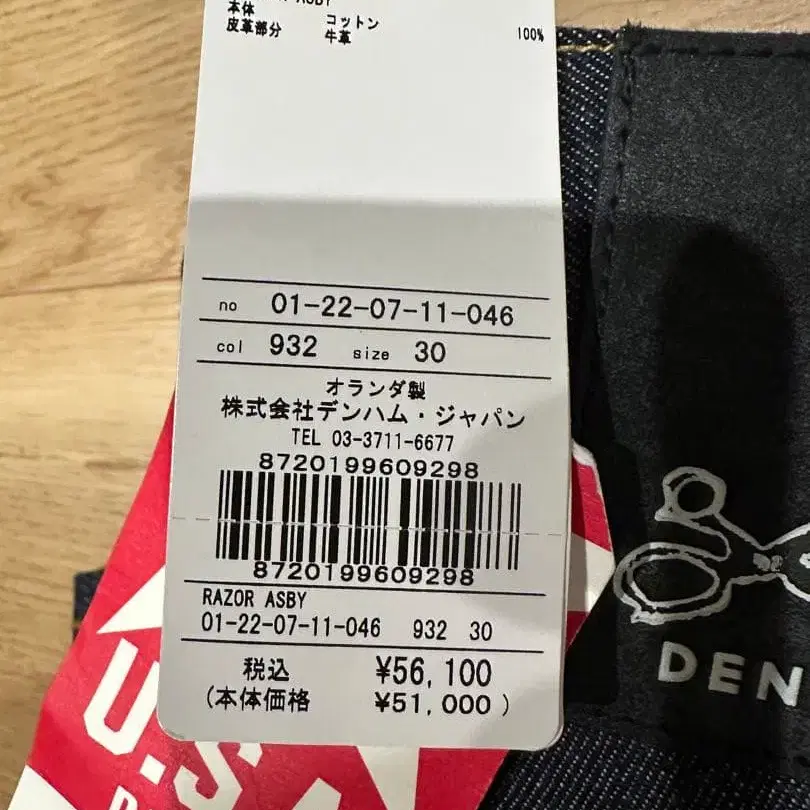 ASBY
本体 コットン 100%
皮革部分 牛革
no 01-22-07-11-046
col 932 size 30
オランダ製
株式会社デンハム・ジャパン
TEL 03-3711-6677
8720199609298
8720199609298
RAZOR ASBY
01-22-07-11-046 932 30
税込 ¥56,100
(本体価格 ¥51,000)
U.S.
DEN